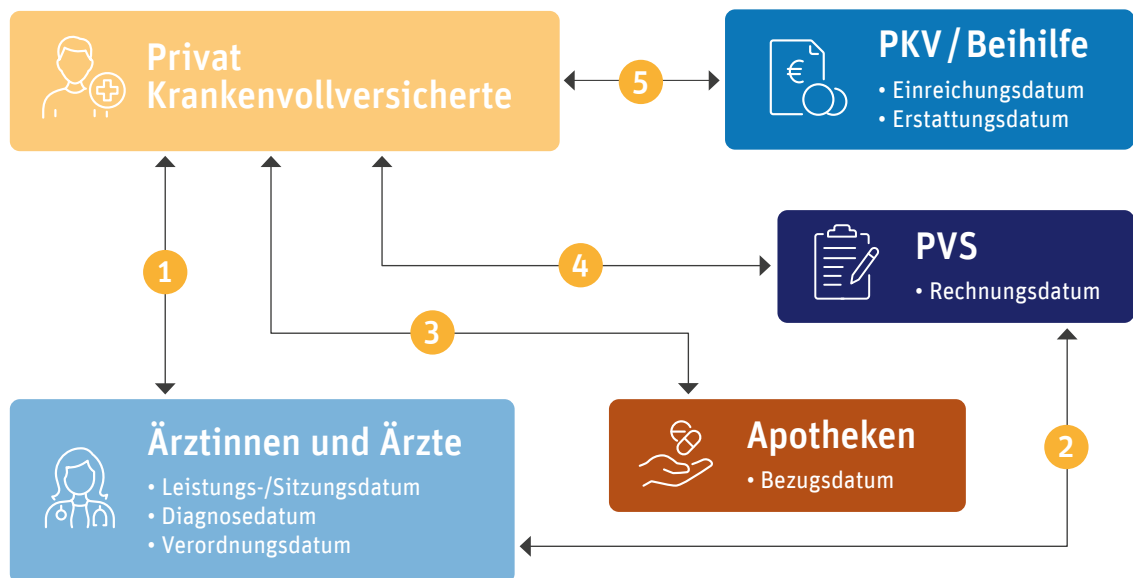 Privat
Krankenvollversicherte
5
PKV / Beihilfe
€
• Einreichungsdatum
• Erstattungsdatum
1
4
PVS
• Rechnungsdatum
3
Ärztinnen und Ärzte
• Leistungs-/Sitzungsdatum
• Diagnosedatum
• Verordnungsdatum
Apotheken
• Bezugsdatum
2